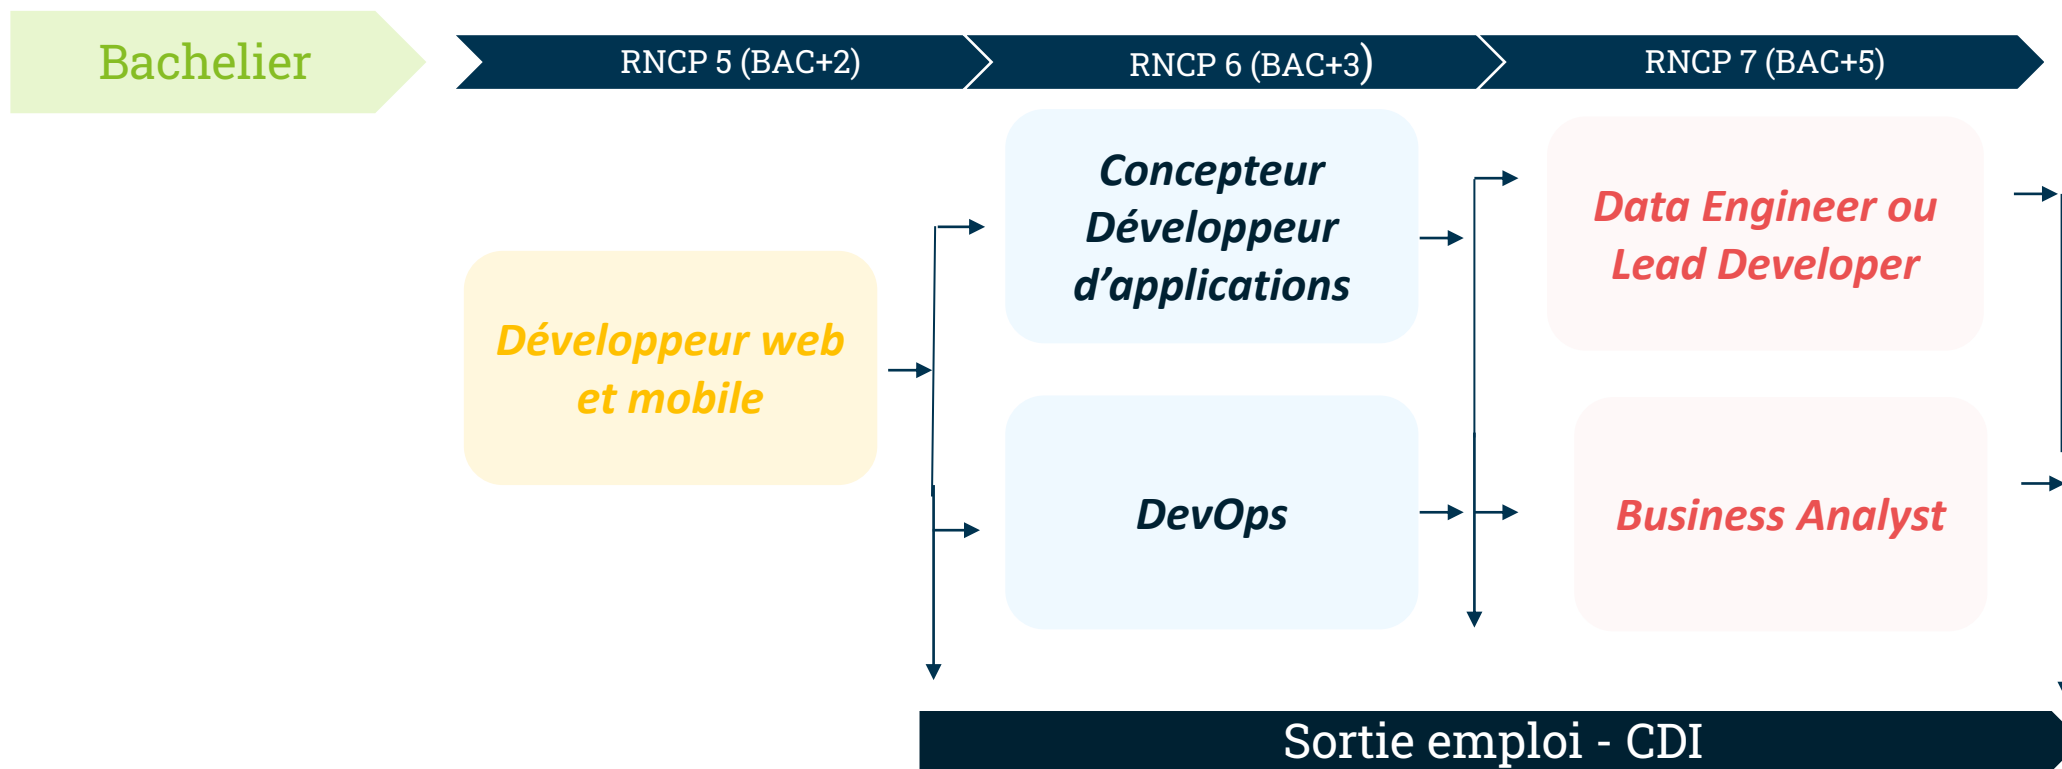 Bachelier
RNCP 5 (BAC+2)
RNCP 6 (BAC+3)
RNCP 7 (BAC+5)
Développeur web
et mobile
Concepteur
Développeur
d’applications
DevOps
Data Engineer ou
Lead Developer
Business Analyst
Sortie emploi - CDI